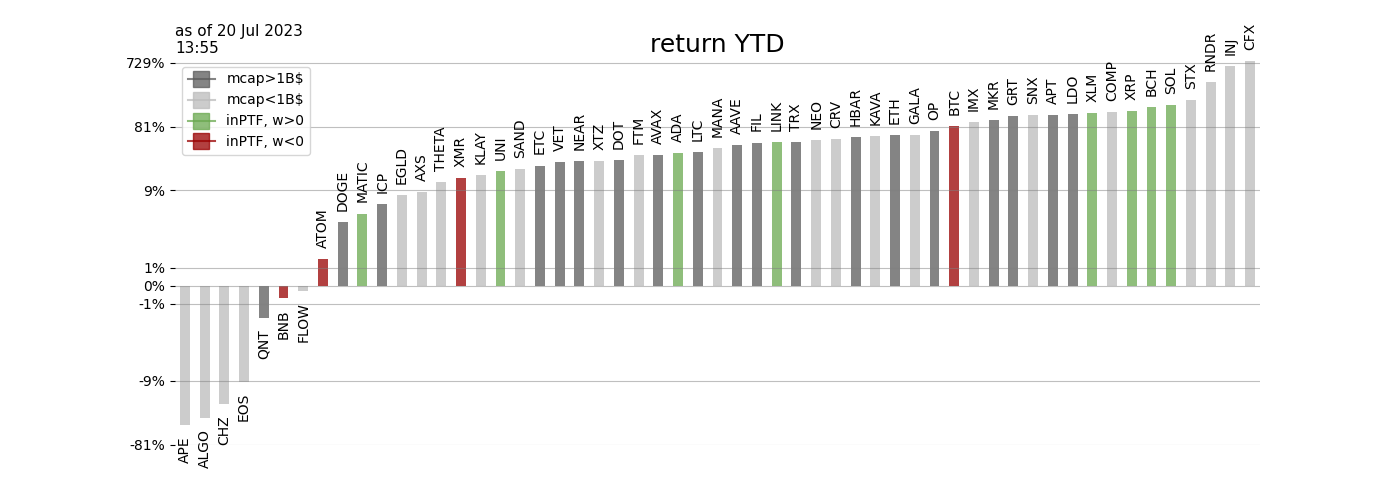 as of 20 Jul 2023
13:55
return YTD
729%
81%
9%
1%
0%
-1%
-9%
-81%
mcap>1B$
mcap<1B$
inPTF, w>0
inPTF, w<0
APE
ALGO
CHZ
EOS
QNT
BNB
FLOW
ATOM
DOGE
MATIC
ICP
EGLD
AXS
THETA
XMR
KLAY
UNI
SAND
ETC
VET
NEAR
XTZ
DOT
FTM
AVAX
ADA
LTC
MANA
AAVE
FIL
LINK
TRX
NEO
CRV
HBAR
KAVA
ETH
GALA
OP
BTC
IMX
MKR
GRT
SNX
APT
LDO
XLM
COMP
XRP
BCH
SOL
STX
RNDR
INJ
CFX